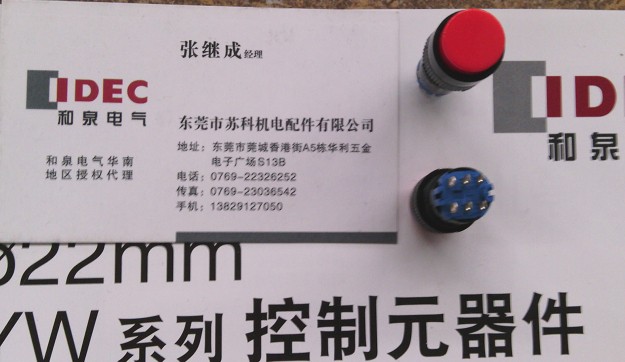 张继成 经理
IDEC
和泉电气
和泉电气华南
地区授权代理
东莞市苏科机电配件有限公司
地址：东莞市莞城香港街A5栋华利五金
电子广场S13B
电话：0769-22326252
传真：0769-23036542
手机：13829127050
ID
和泉
ø22mm
YW系列 控制元器件